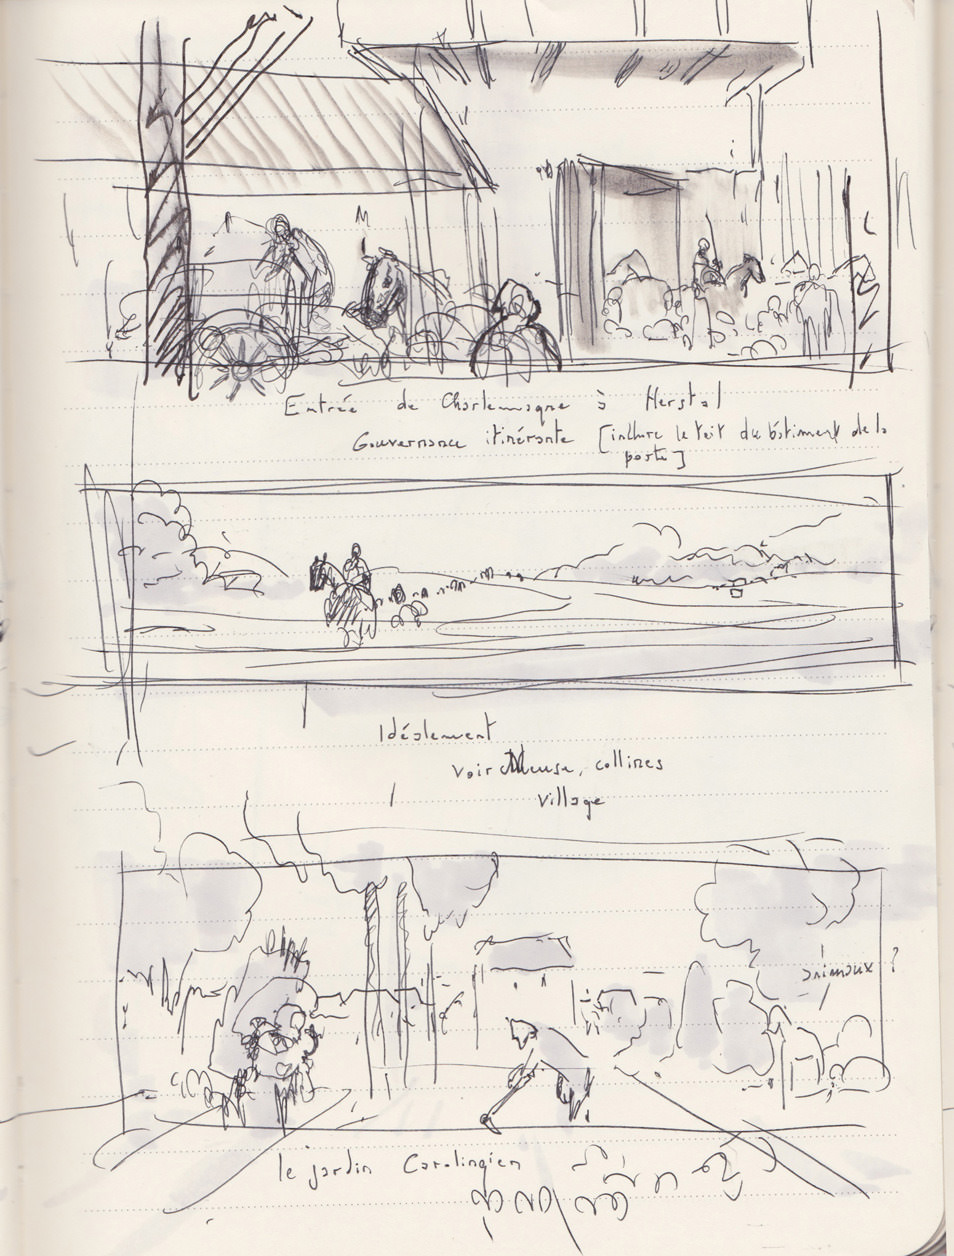 Entrée de Charlemagne à Herstal
Gouvernance itinérante [inclure le toit du bâtiment de la
poste]
Idéalement
voir Meuse, collines
village
animaux ?
le jardin Carolingien